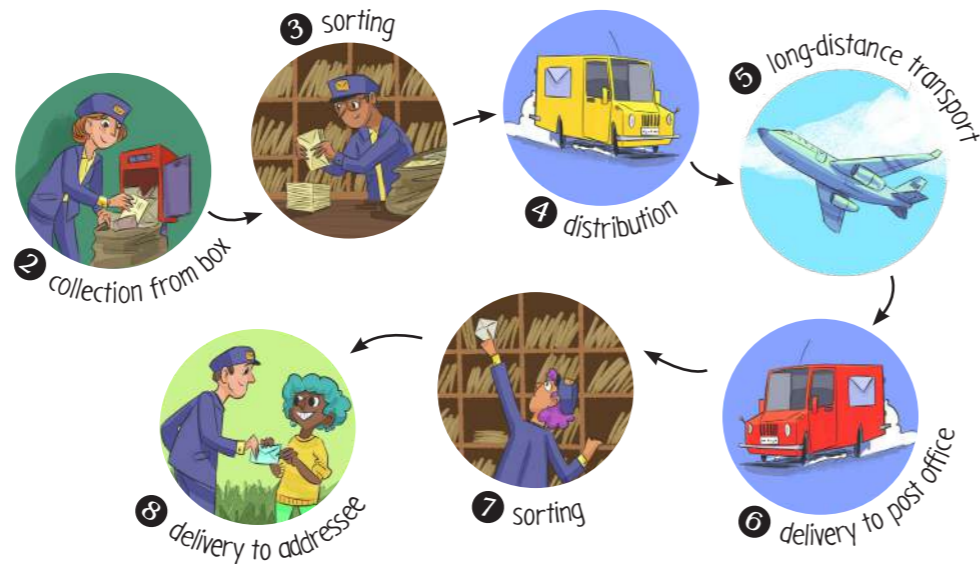 2 collection from box
3 sorting
4 distribution
5 long-distance transport
6 delivery to post office
7 sorting
8 delivery to addressee